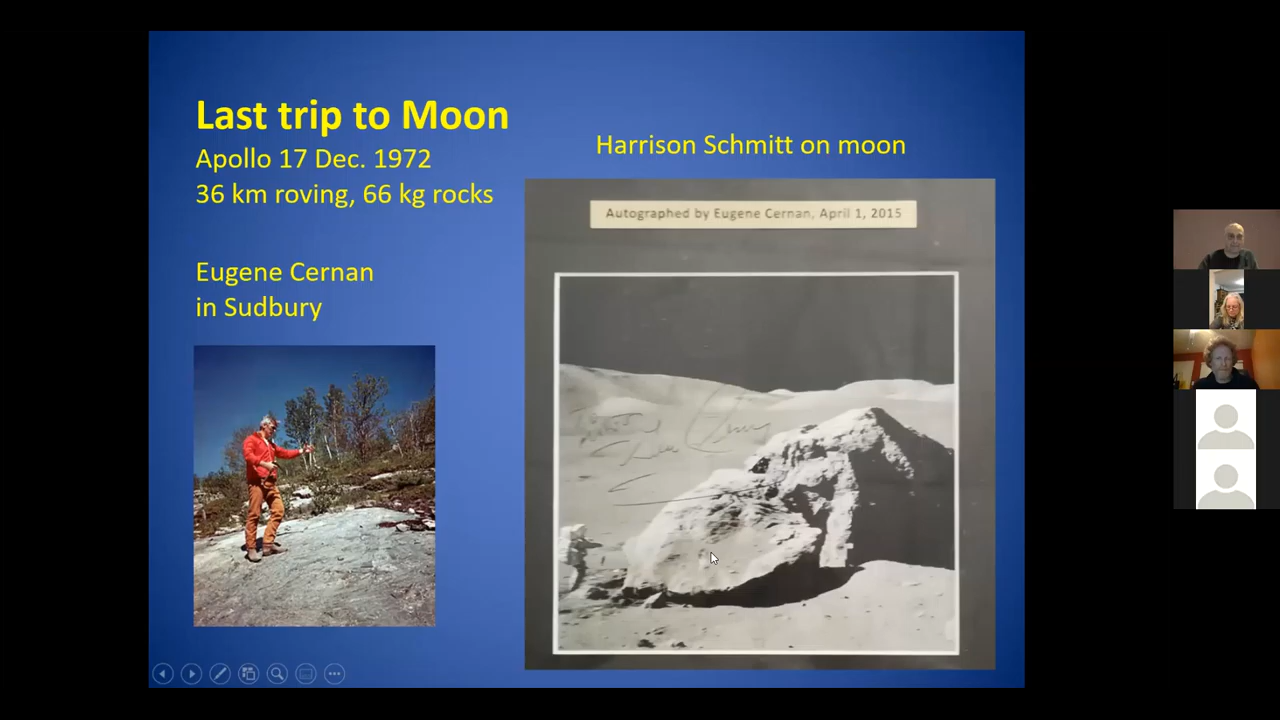 Last trip to Moon
Apollo 17 Dec. 1972
36 km roving, 66 kg rocks
Eugene Cernan
in Sudbury
Harrison Schmitt on moon
Autographed by Eugene Cernan, April 1, 2015